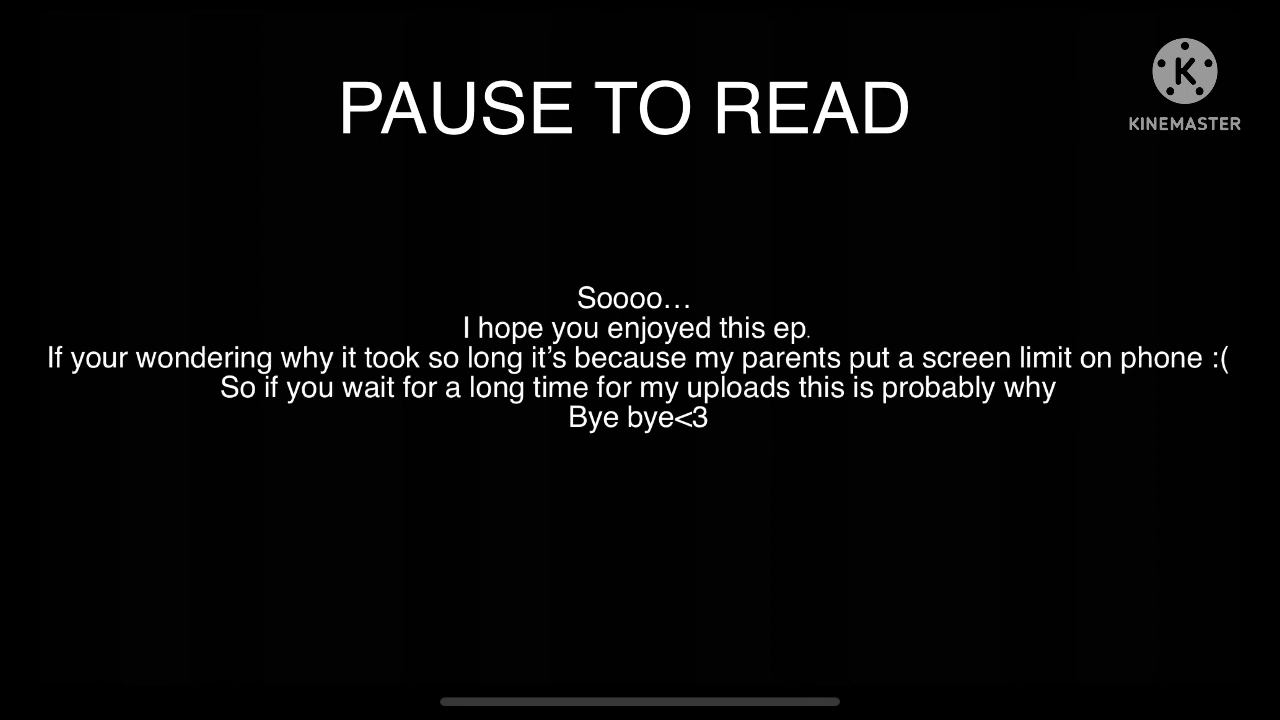 PAUSE TO READ
KINEMASTER
Soooo…
I hope you enjoyed this ep.
If your wondering why it took so long it’s because my parents put a screen limit on phone :(
So if you wait for a long time for my uploads this is probably why
Bye bye<3